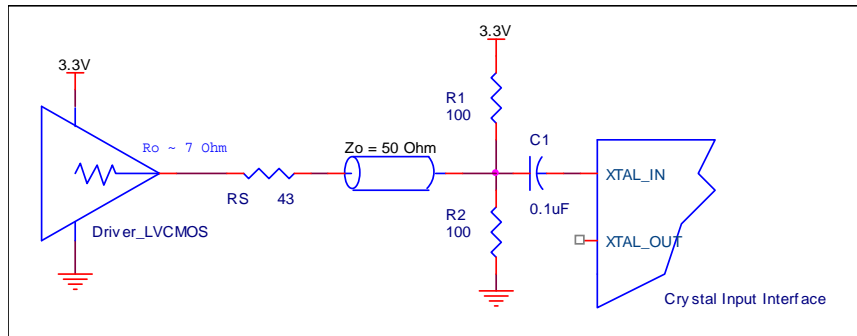 3.3V
3.3V
R1
100
C1
Ro ~ 7 Ohm
Zo = 50 Ohm
XTAL_IN
RS 43
0.1uF
R2
100
XTAL_OUT
Driver_LVCMOS
Crystal Input Interface